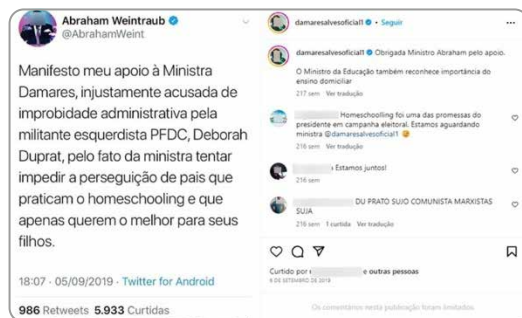 Abraham Weintraub
@AbrahamWeint
Manifesto meu apoio à Ministra
Damares, injustamente acusada de
improbidade administrativa pela
militante esquerdista PFDC, Deborah
Duprat, pelo fato da ministra tentar
impedir a perseguição de pais que
praticam o homeschooling e que
apenas querem o melhor para seus
filhos.
18:07 · 05/09/2019 · Twitter for Android
986 Retweets 5.933 Curtidas
damaresalvesoficial1 • Seguir
damaresalvesoficial1 Obrigada Ministro Abraham pelo apoio.
O Ministro da Educação também reconhece importância do
ensino domiciliar
217 sem Ver tradução
Homeschoolling foi uma das promessas do
presidente em campanha eleitoral. Estamos aguardando
ministra @damaresalvesoficial1
216 sem Ver tradução
Estamos juntos!
216 sem
DU PRATO SUJO COMUNISTA MARXISTAS
SUJA
216 sem 1 curtida Ver tradução
Curtido por e outras pessoas
6 DE SETEMBRO DE 2019
Os comentários nesta publicação foram limitados.